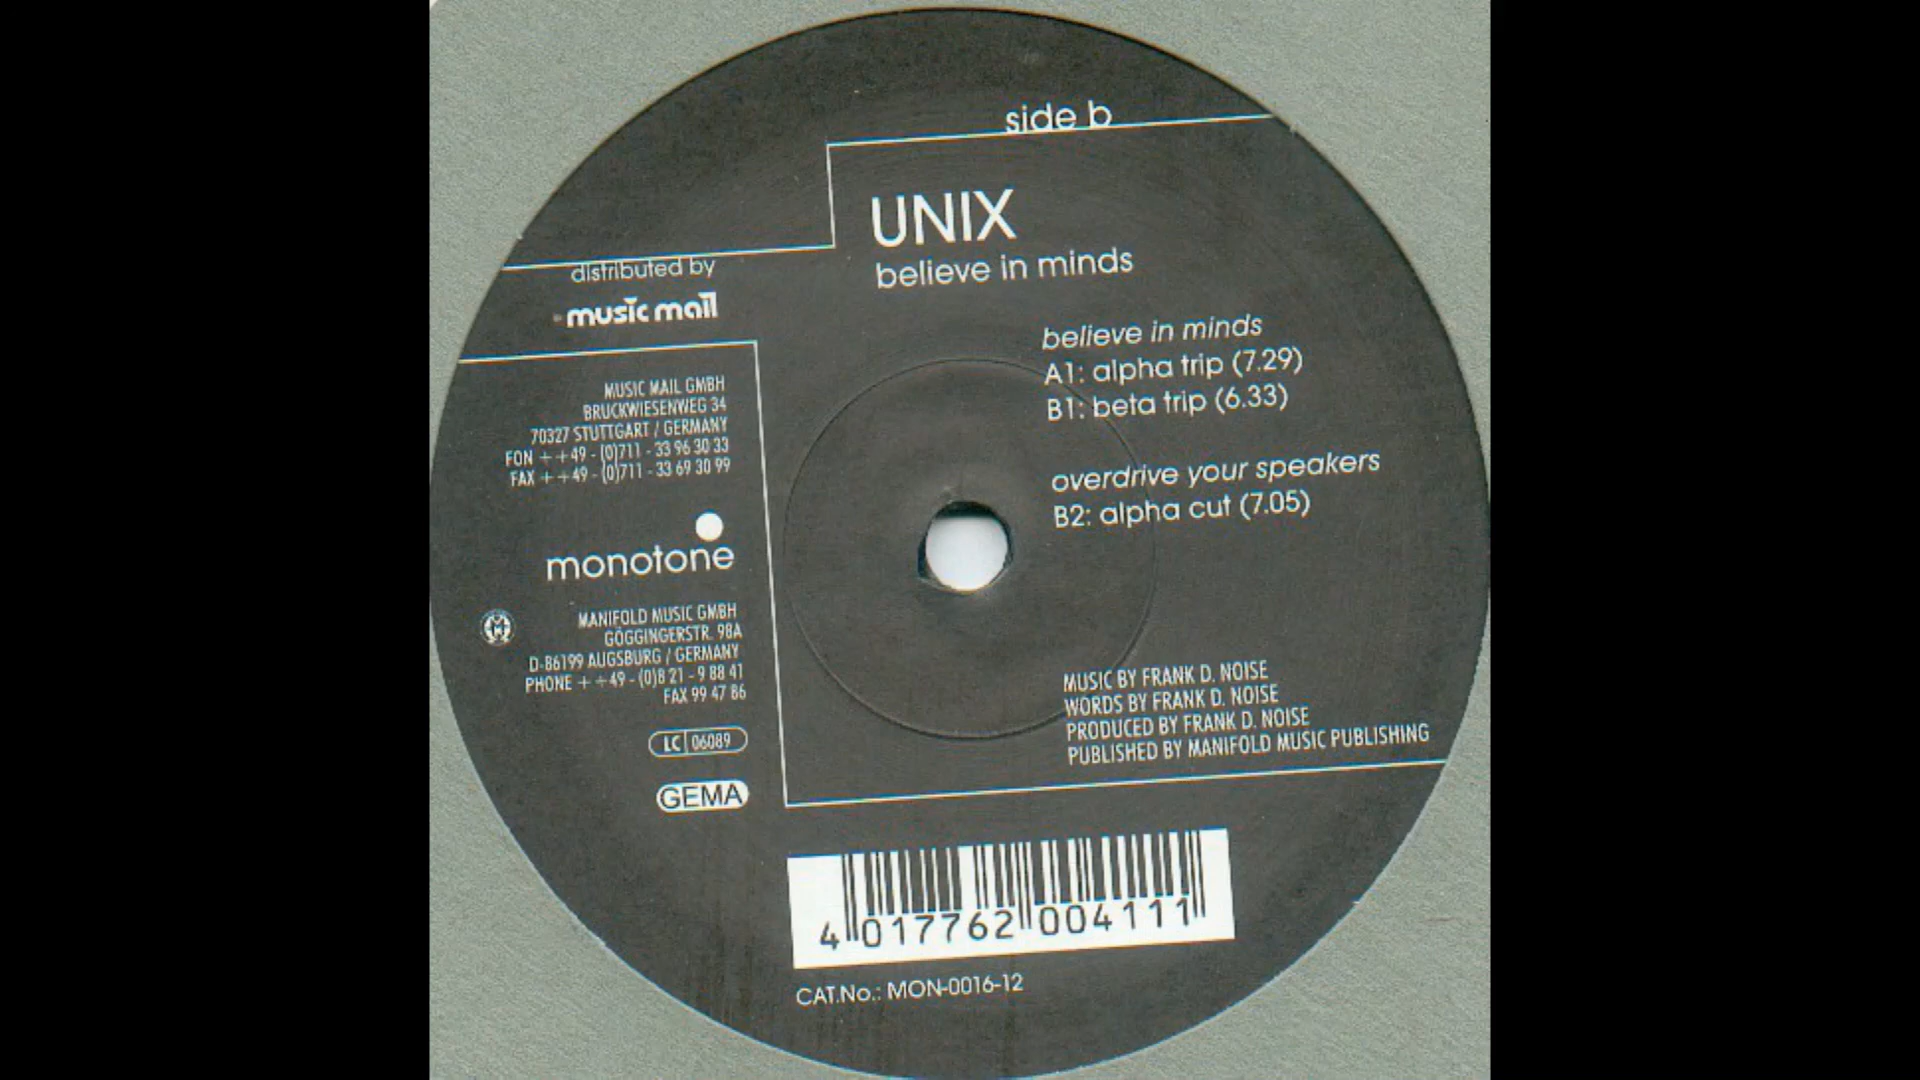 side b
UNIX
believe in minds
distributed by
music mail
MUSIC MAIL GMBH
BRUCKWIESENWEG 34
70327 STUTTGART / GERMANY
FON ++49 - (0)711 - 33 96 30 33
FAX ++49 - (0)711 - 33 69 30 99
monotone
MANIFOLD MUSIC GMBH
GÖGGINGERSTR. 98A
D-86199 AUGSBURG / GERMANY
PHONE ++49 - (0)8 21 - 9 88 41
FAX 99 47 86
LC 06089
GEMA
believe in minds
A1: alpha trip (7.29)
B1: beta trip (6.33)
overdrive your speakers
B2: alpha cut (7.05)
MUSIC BY FRANK D. NOISE
WORDS BY FRANK D. NOISE
PRODUCED BY FRANK D. NOISE
PUBLISHED BY MANIFOLD MUSIC PUBLISHING
4 017762 004111
CAT.No.: MON-0016-12